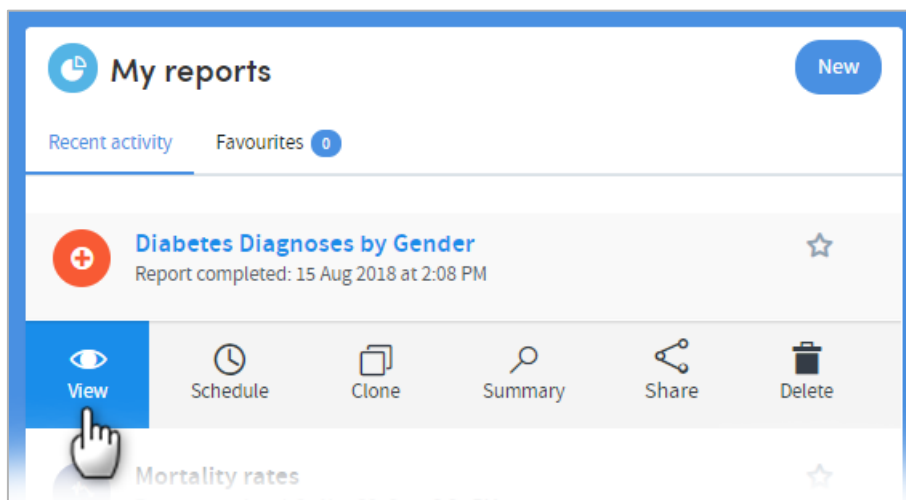 My reports
New
Recent activity
Favourites 0
Diabetes Diagnoses by Gender
Report completed: 15 Aug 2018 at 2:08 PM
View
Schedule
Clone
Summary
Share
Delete
Mortality rates